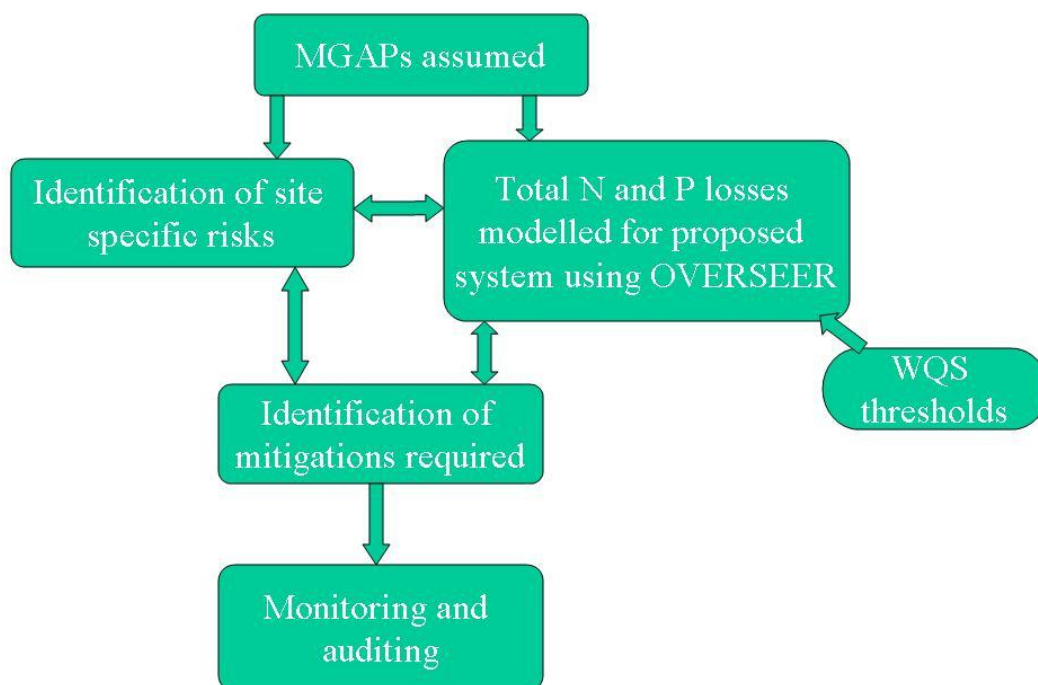 MGAPs assumed
Identification of site
specific risks
Total N and P losses
modelled for proposed
system using OVERSEER
WQS
thresholds
Identification of
mitigations required
Monitoring and
auditing